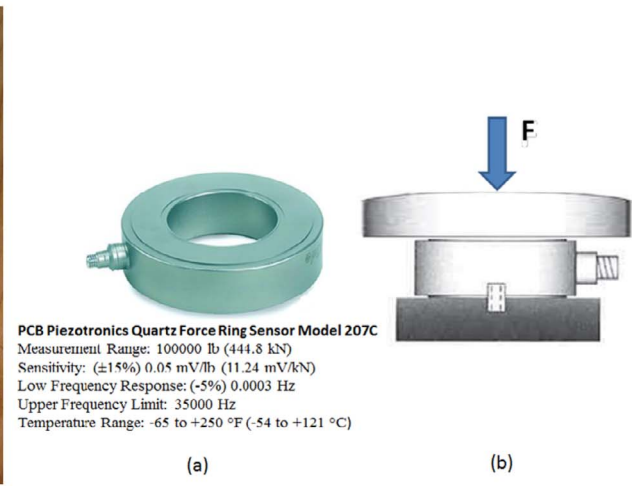 F
PCB Piezotronics Quartz Force Ring Sensor Model 207C
Measurement Range: 100000 lb (444.8 kN)
Sensitivity: (±15%) 0.05 mV/lb (11.24 mV/kN)
Low Frequency Response: (-5%) 0.0003 Hz
Upper Frequency Limit: 35000 Hz
Temperature Range: -65 to +250 °F (-54 to +121 °C)
(a)
(b)